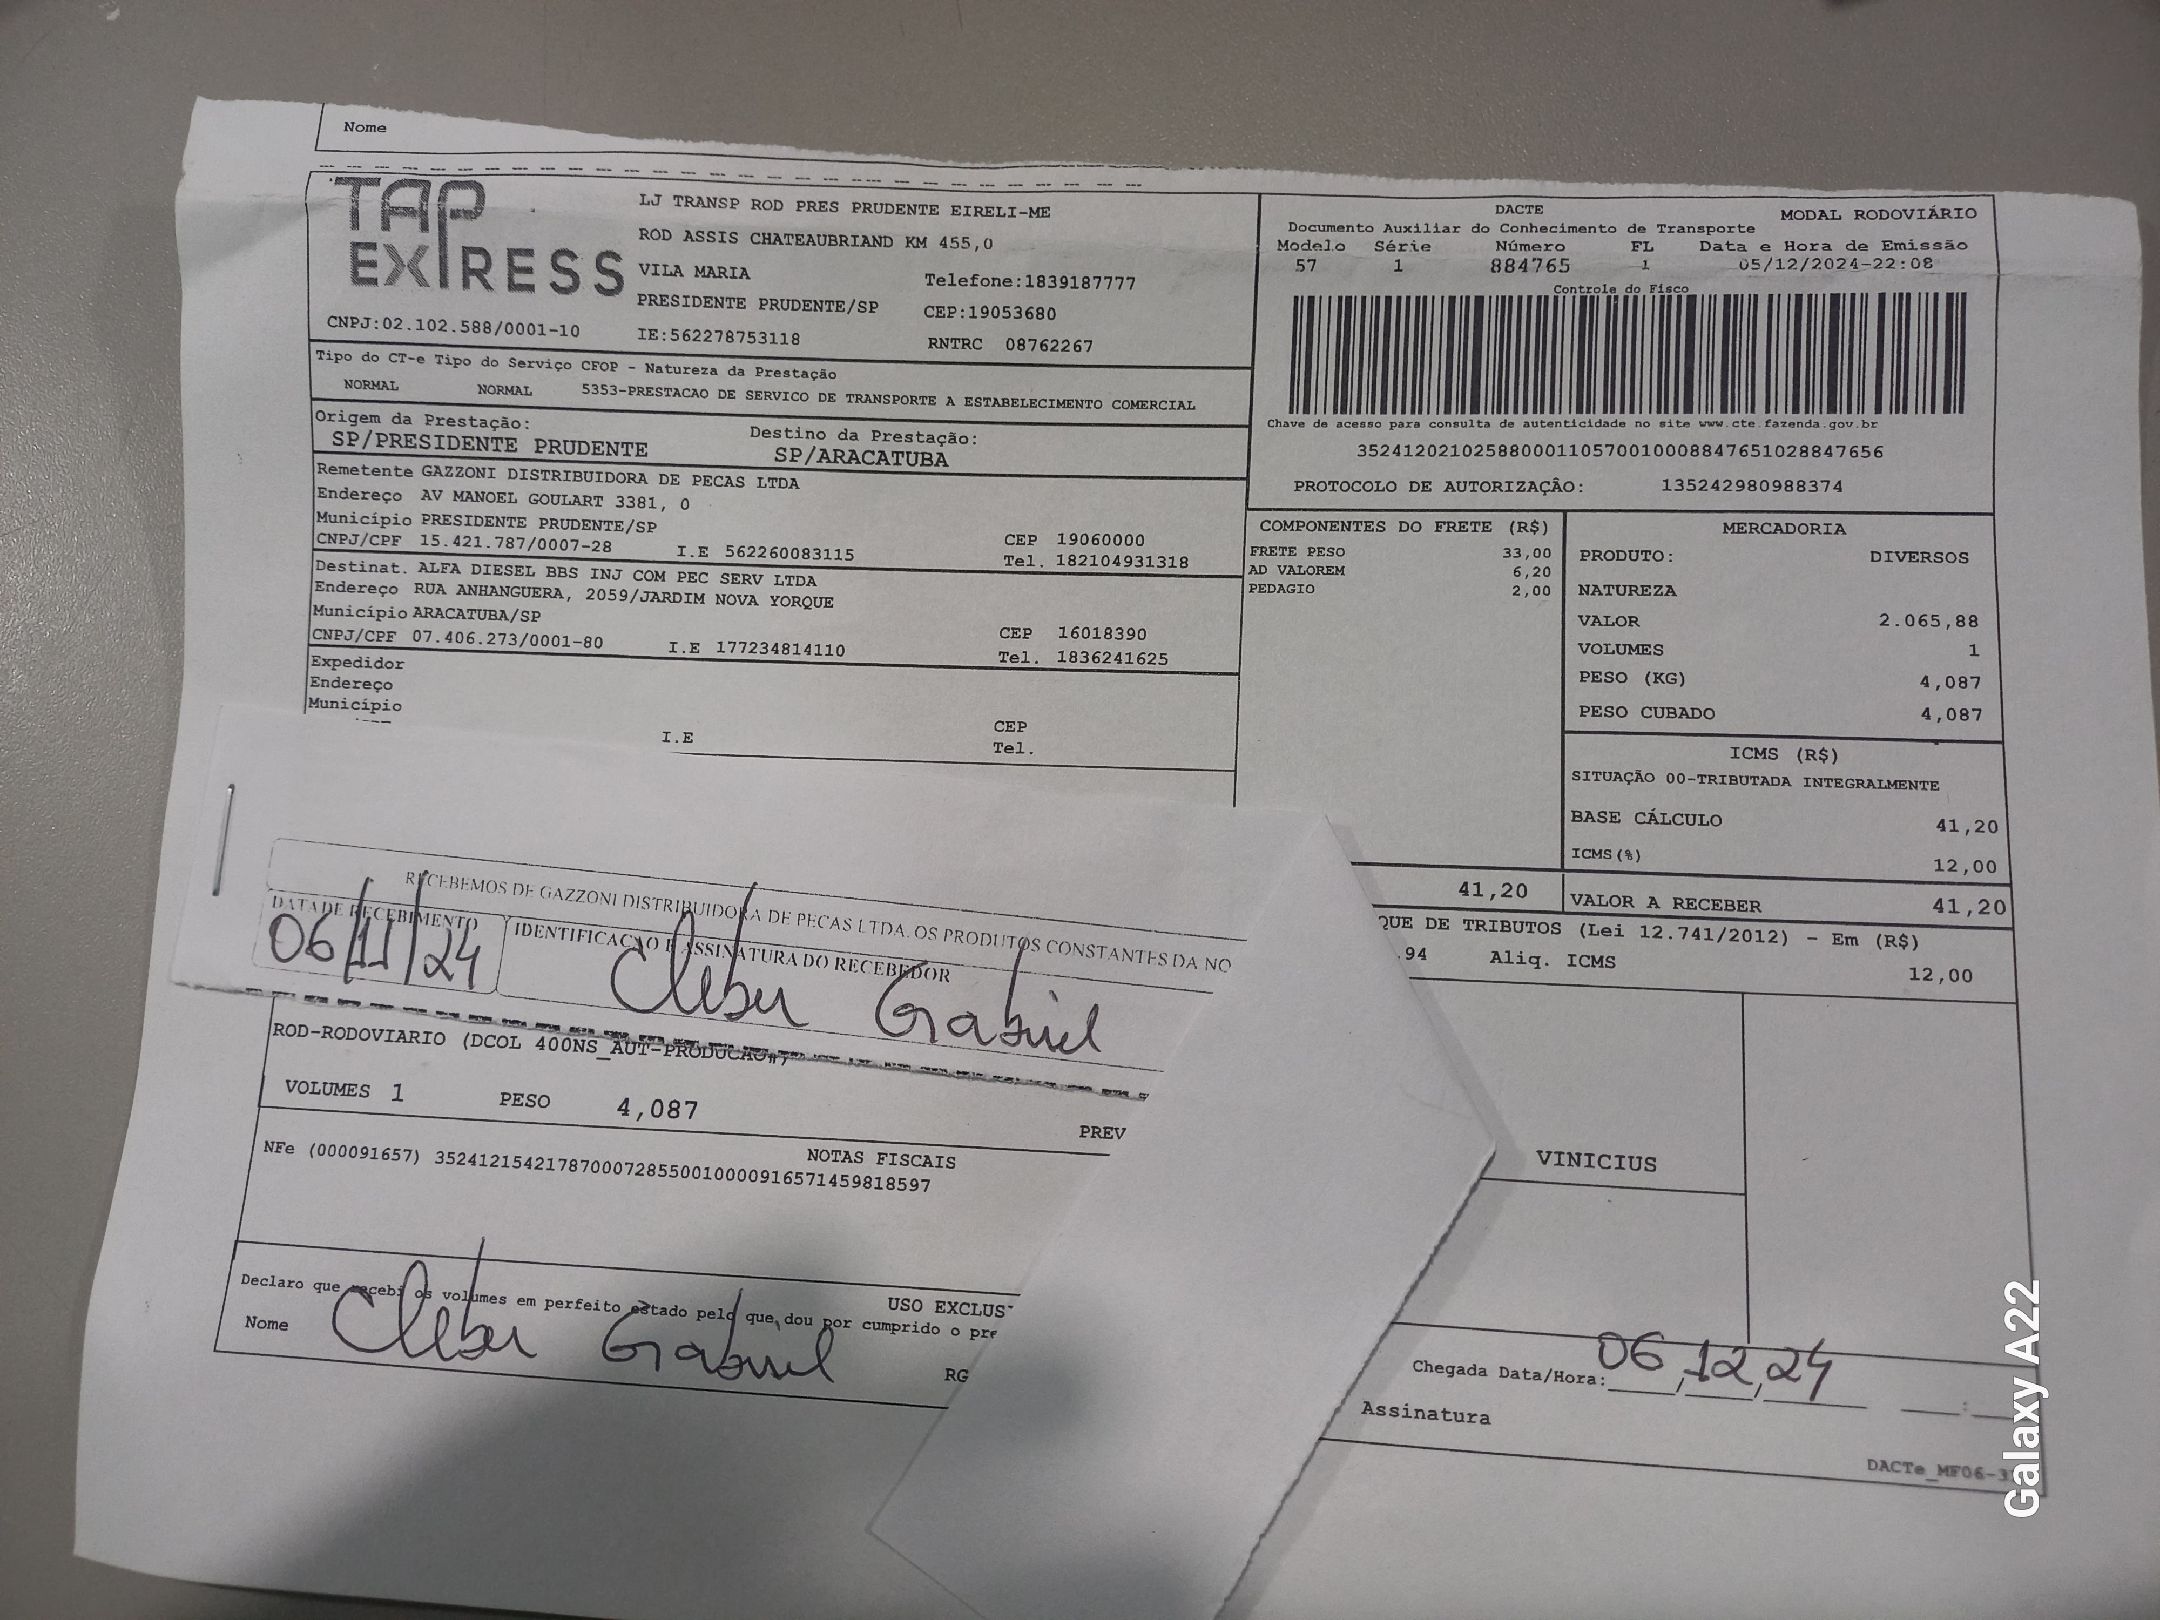 Nome
TAP EXPRESS
LJ TRANSP ROD PRES PRUDENTE EIRELI-ME
ROD ASSIS CHATEAUBRIAND KM 455,0
VILA MARIA Telefone:1839187777
PRESIDENTE PRUDENTE/SP CEP:19053680
CNPJ:02.102.588/0001-10 IE:562278753118 RNTRC 08762267
Tipo do CT-e Tipo do Serviço CFOP - Natureza da Prestação
NORMAL NORMAL 5353-PRESTACAO DE SERVICO DE TRANSPORTE A ESTABELECIMENTO COMERCIAL
Origem da Prestação: Destino da Prestação:
SP/PRESIDENTE PRUDENTE SP/ARACATUBA
Remetente GAZZONI DISTRIBUIDORA DE PECAS LTDA
Endereço AV MANOEL GOULART 3381, 0
Município PRESIDENTE PRUDENTE/SP CEP 19060000
CNPJ/CPF 15.421.787/0007-28 I.E 562260083115 Tel. 182104931318
Destinat. ALFA DIESEL BBS INJ COM PEC SERV LTDA
Endereço RUA ANHANGUERA, 2059/JARDIM NOVA YORQUE
Município ARACATUBA/SP CEP 16018390
CNPJ/CPF 07.406.273/0001-80 I.E 177234814110 Tel. 1836241625
Expedidor
Endereço
Município CEP
I.E Tel.
DACTE MODAL RODOVIÁRIO
Documento Auxiliar do Conhecimento de Transporte
Modelo Série Número FL Data e Hora de Emissão
57 1 884765 1 05/12/2024-22:08
Controle do Fisco
Chave de acesso para consulta de autenticidade no site www.cte.fazenda.gov.br
35241202102588000110570010008847651028847656
PROTOCOLO DE AUTORIZAÇÃO: 135242980988374
COMPONENTES DO FRETE (R$)
FRETE PESO 33,00
AD VALOREM 6,20
PEDAGIO 2,00
MERCADORIA
PRODUTO: DIVERSOS
NATUREZA
VALOR 2.065,88
VOLUMES 1
PESO (KG) 4,087
PESO CUBADO 4,087
ICMS (R$)
SITUAÇÃO 00-TRIBUTADA INTEGRALMENTE
BASE CÁLCULO 41,20
ICMS(%) 12,00
41,20 VALOR A RECEBER 41,20
QUE DE TRIBUTOS (Lei 12.741/2012) - Em (R$)
,94 Aliq. ICMS 12,00
RECEBEMOS DE GAZZONI DISTRIBUIDORA DE PECAS LTDA. OS PRODUTOS CONSTANTES DA NO
DATA DE RECEBIMENTO IDENTIFICAÇÃO E ASSINATURA DO RECEBEDOR
06/11/24 Cleber Gabriel
ROD-RODOVIARIO (DCOL 400NS_AUT-PRODUCAO#)
VOLUMES 1 PESO 4,087 PREV
NOTAS FISCAIS
NFe (000091657) 35241215421787000728550010000916571459818597
VINICIUS
USO EXCLUS
Declaro que recebi os volumes em perfeito estado pelo que dou por cumprido o pre
Nome Cleber Gabriel RG
Chegada Data/Hora: 06/12/24 :
Assinatura
DACTe_MF06-3
Galaxy A22